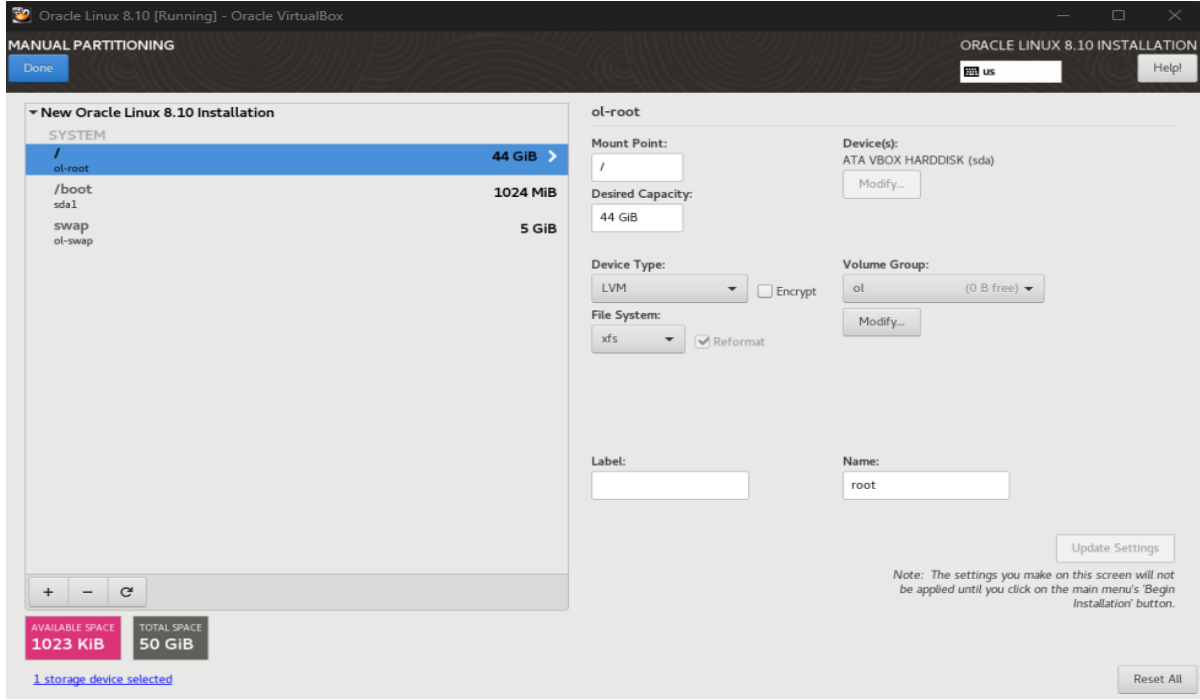 Oracle Linux 8.10 [Running] - Oracle VirtualBox
MANUAL PARTITIONING
ORACLE LINUX 8.10 INSTALLATION
Done
us
Help!
New Oracle Linux 8.10 Installation
SYSTEM
/
44 GiB
ol-root
/boot
1024 MiB
sda1
swap
5 GiB
ol-swap
ol-root
Mount Point:
/
Device(s):
ATA VBOX HARDDISK (sda)
Modify...
Desired Capacity:
44 GiB
Device Type:
LVM
Encrypt
Volume Group:
ol (0 B free)
Modify...
File System:
xfs
Reformat
Label:
Name:
root
Update Settings
Note: The settings you make on this screen will not
be applied until you click on the main menu's 'Begin
Installation' button.
+ −
AVAILABLE SPACE
1023 KiB
TOTAL SPACE
50 GiB
1 storage device selected
Reset All